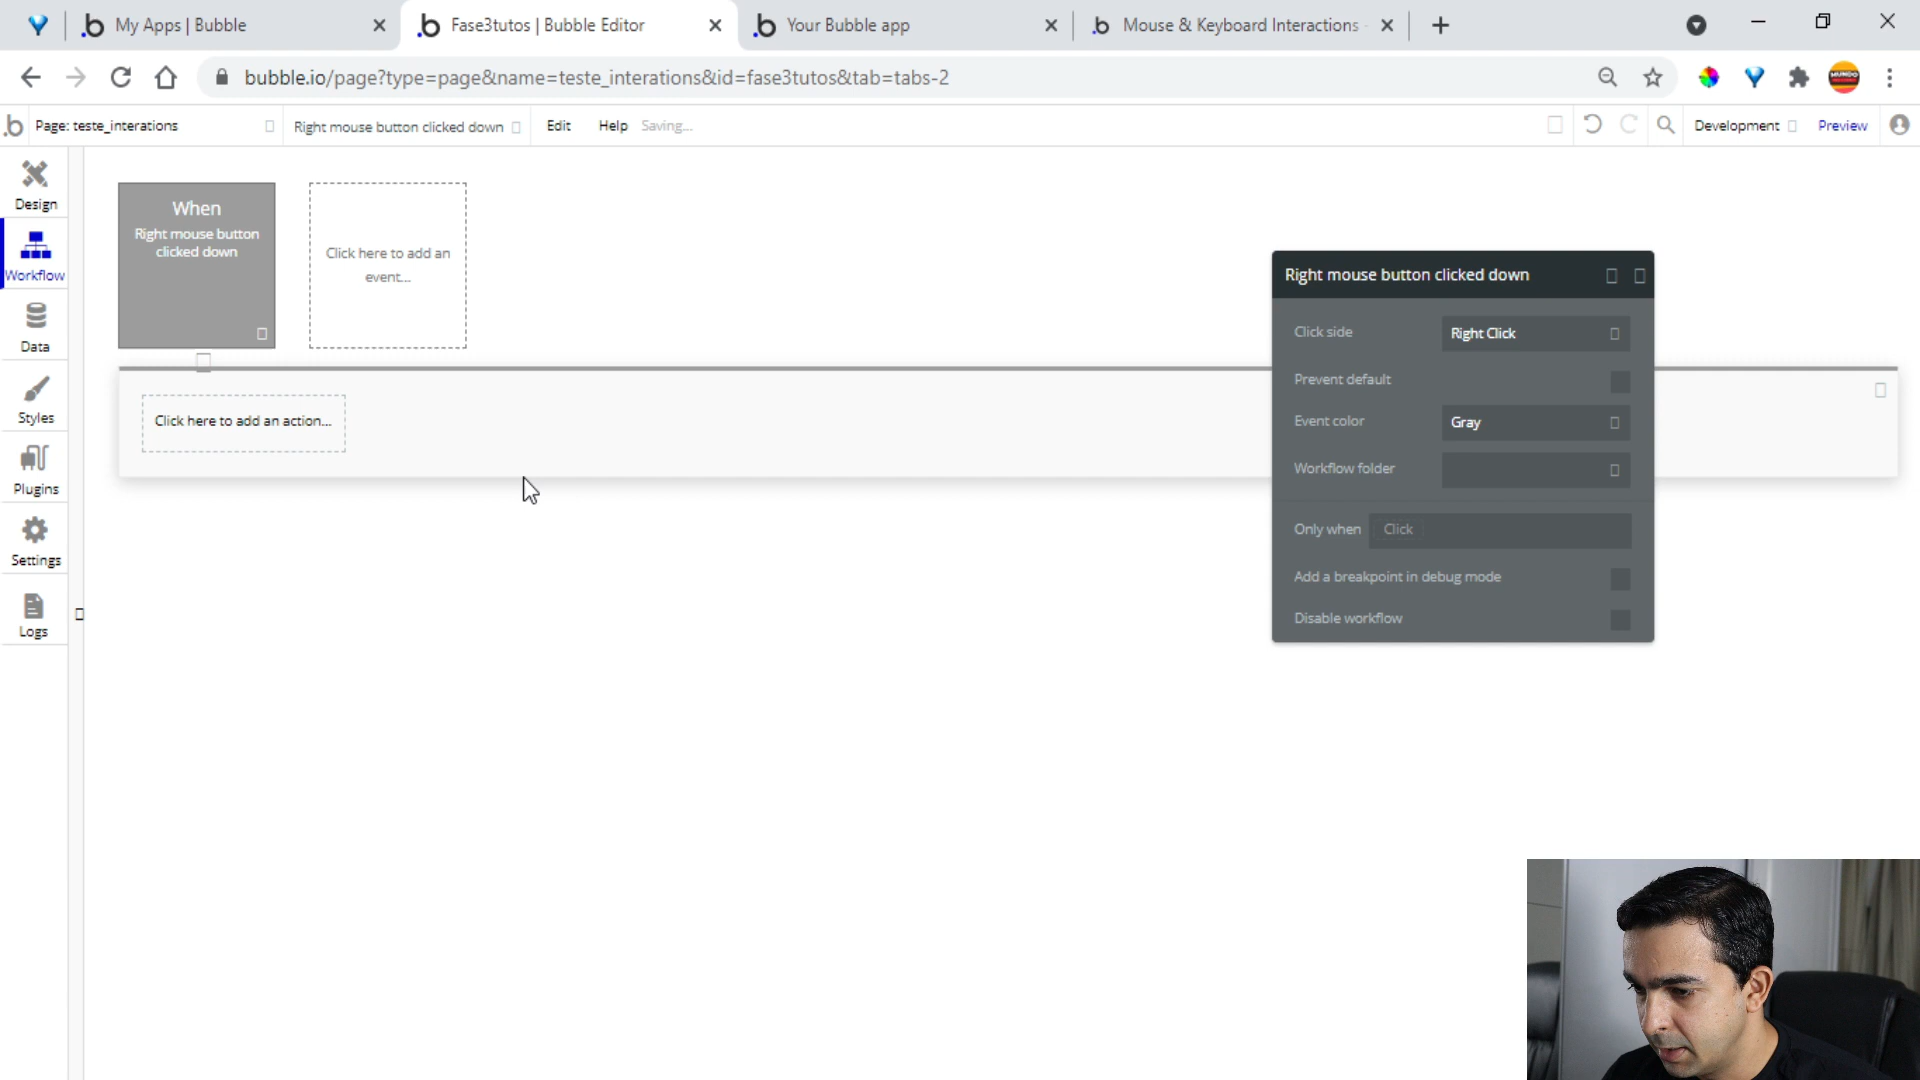 My Apps | Bubble
Fase3tutos | Bubble Editor
Your Bubble app
Mouse & Keyboard Interactions -
bubble.io/page?type=page&name=teste_interations&id=fase3tutos&tab=tabs-2
Page: teste_interations
Right mouse button clicked down
Edit
Help
Saving...
Development
Preview
Design
Workflow
Data
Styles
Plugins
Settings
Logs
When
Right mouse button
clicked down
Click here to add an
event...
Click here to add an action...
Right mouse button clicked down
Click side
Right Click
Prevent default
Event color
Gray
Workflow folder
Only when
Click
Add a breakpoint in debug mode
Disable workflow